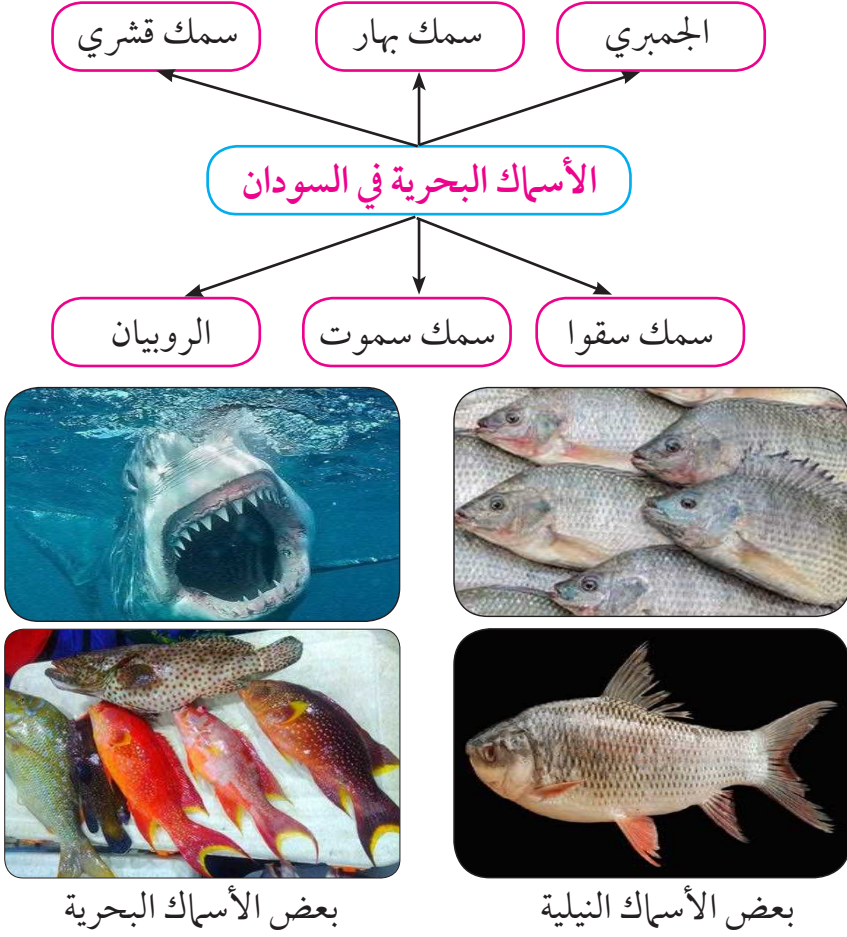 الجمبري
سمك بهار
سمك قشري
الأسماك البحرية في السودان
سمك سقوا
سمك سموت
الروبيان
بعض الأسماك النيلية
بعض الأسماك البحرية